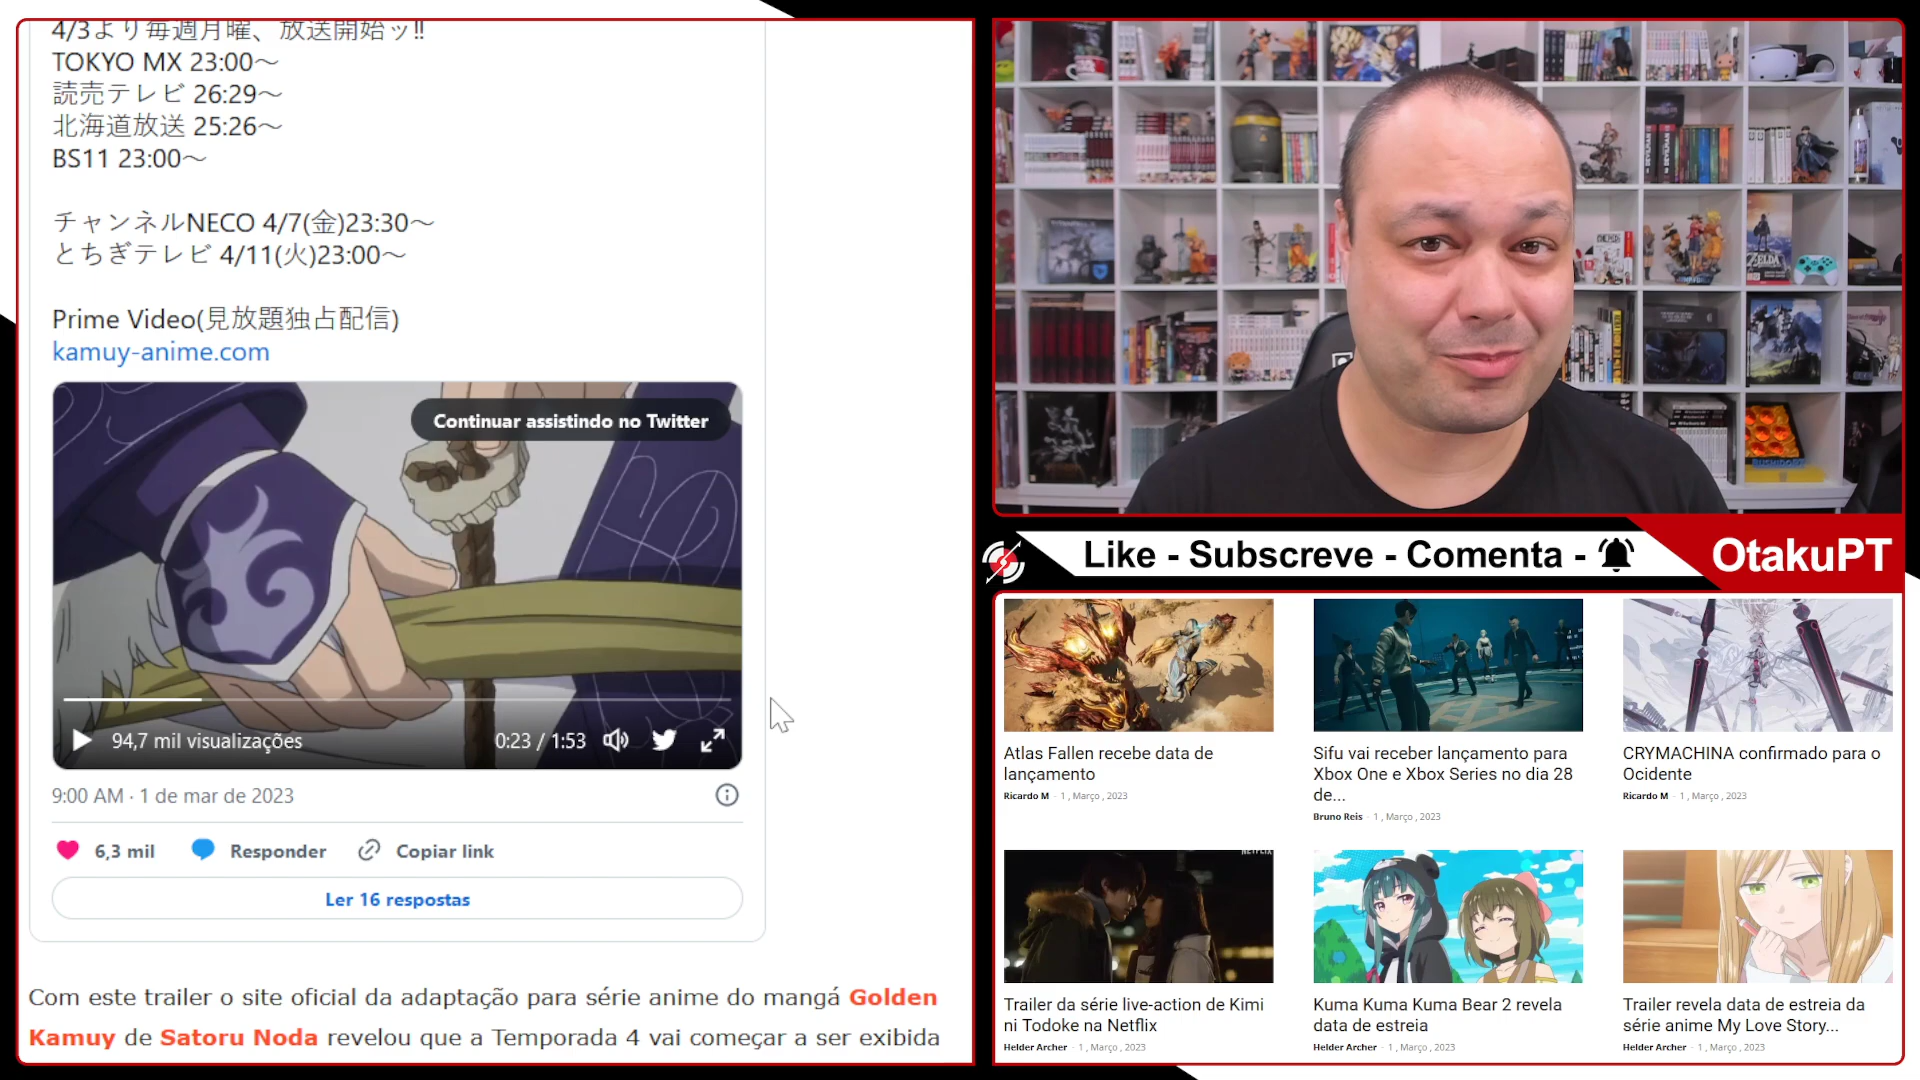 4/3より毎週月曜、放送開始ッ!!
TOKYO MX 23:00～
読売テレビ 26:29～
北海道放送 25:26～
BS11 23:00～
チャンネルNECO 4/7(金)23:30～
とちぎテレビ 4/11(火)23:00～
Prime Video(見放題独占配信)
kamuy-anime.com
Continuar assistindo no Twitter
94,7 mil visualizações
0:23 / 1:53
9:00 AM · 1 de mar de 2023
6,3 mil
Responder
Copiar link
Ler 16 respostas
Com este trailer o site oficial da adaptação para série anime do mangá Golden
Kamuy de Satoru Noda revelou que a Temporada 4 vai começar a ser exibida
Like - Subscreve - Comenta -
OtakuPT
Atlas Fallen recebe data de
lançamento
Ricardo M - 1 , Março , 2023
Sifu vai receber lançamento para
Xbox One e Xbox Series no dia 28
de...
Bruno Reis - 1 , Março , 2023
CRYMACHINA confirmado para o
Ocidente
Ricardo M - 1 , Março , 2023
Trailer da série live-action de Kimi
ni Todoke na Netflix
Helder Archer - 1 , Março , 2023
Kuma Kuma Kuma Bear 2 revela
data de estreia
Helder Archer - 1 , Março , 2023
Trailer revela data de estreia da
série anime My Love Story...
Helder Archer - 1 , Março , 2023